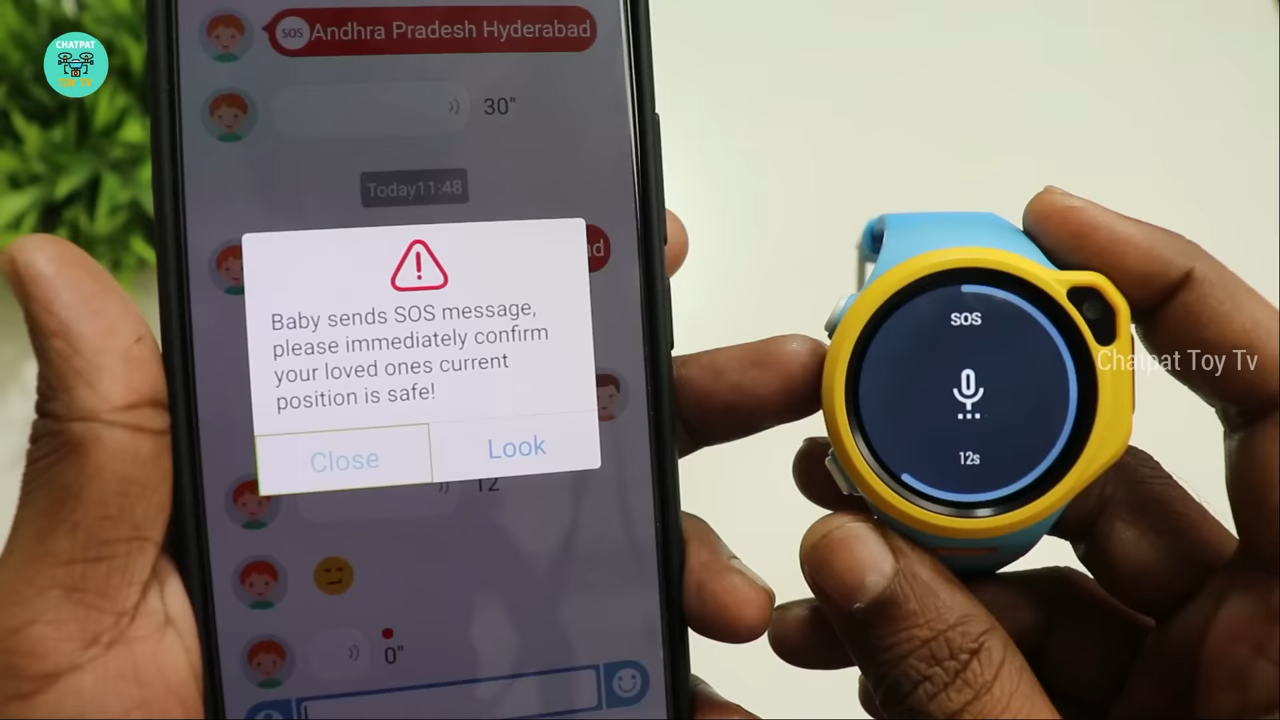 CHATPAT
TOY TV
SOS Andhra Pradesh Hyderabad
30"
Today11:48
Baby sends SOS message,
please immediately confirm
your loved ones current
position is safe!
Close
Look
12
0"
SOS
12s
Chatpat Toy Tv